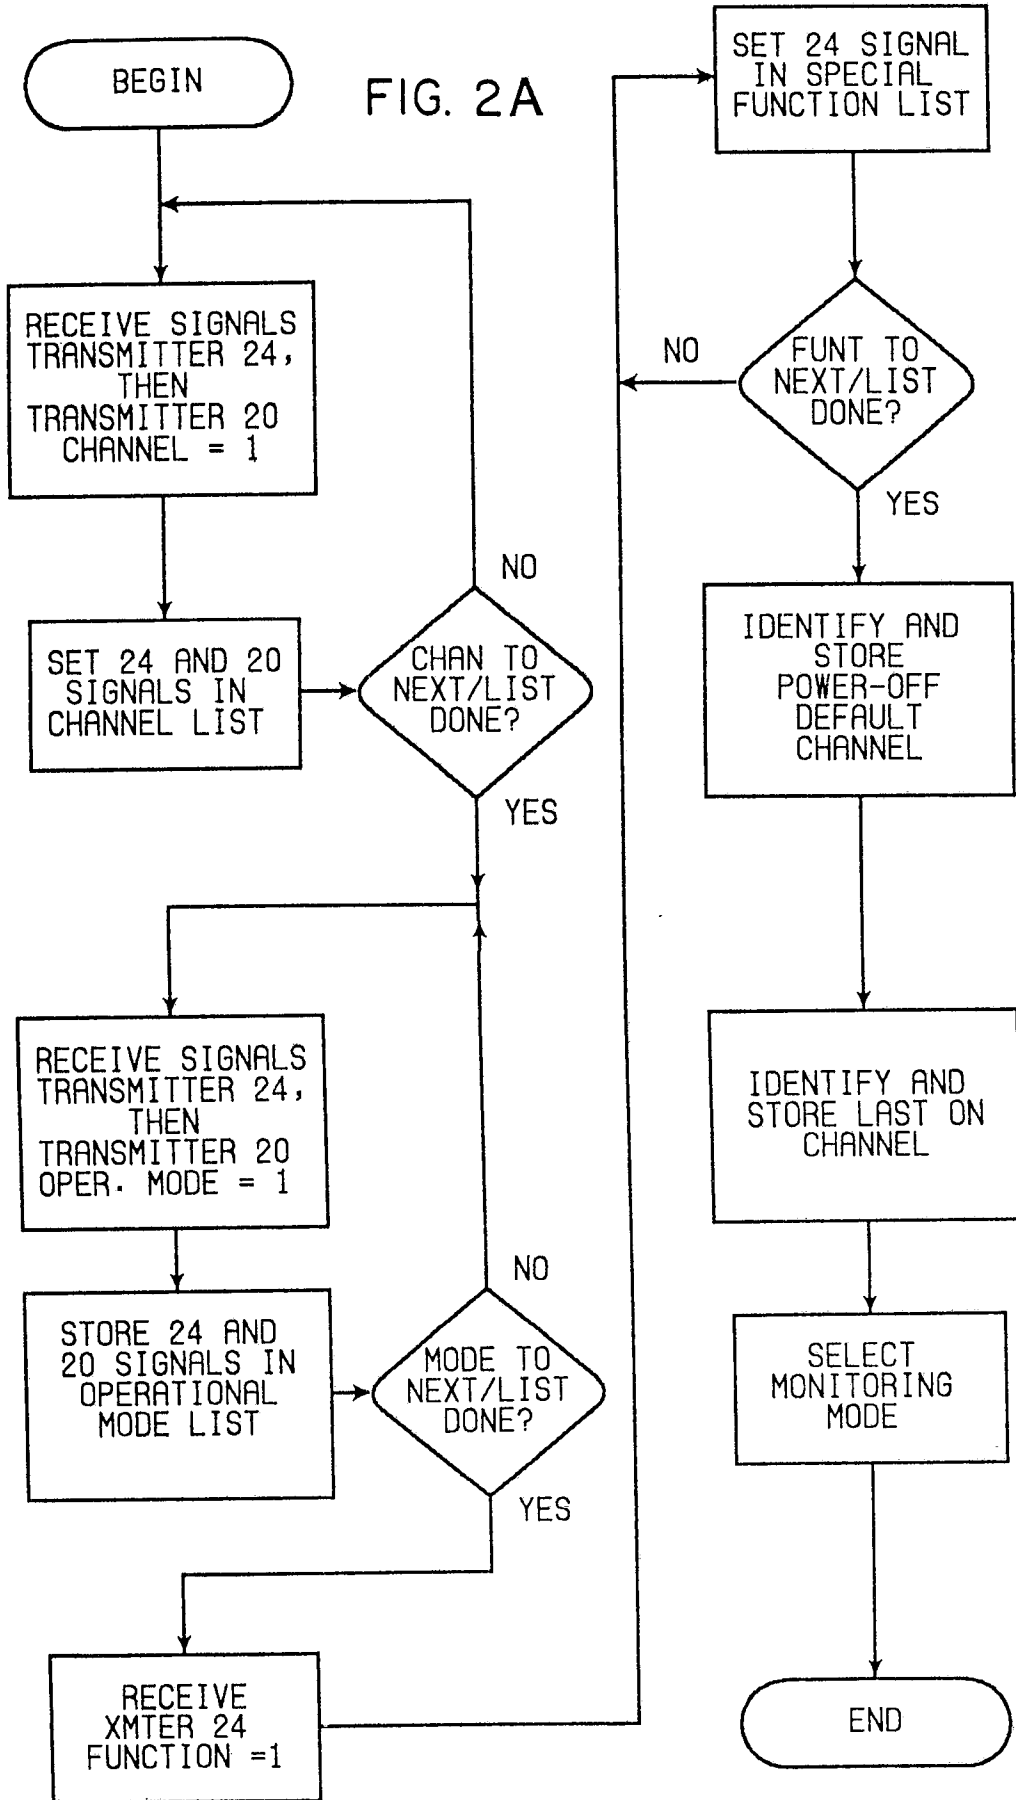 BEGIN
FIG. 2A
RECEIVE SIGNALS
TRANSMITTER 24,
THEN
TRANSMITTER 20
CHANNEL = 1
SET 24 AND 20
SIGNALS IN
CHANNEL LIST
NO
CHAN TO
NEXT/LIST
DONE?
YES
RECEIVE SIGNALS
TRANSMITTER 24,
THEN
TRANSMITTER 20
OPER. MODE = 1
STORE 24 AND
20 SIGNALS IN
OPERATIONAL
MODE LIST
NO
MODE TO
NEXT/LIST
DONE?
YES
RECEIVE
XMTER 24
FUNCTION =1
SET 24 SIGNAL
IN SPECIAL
FUNCTION LIST
NO
FUNT TO
NEXT/LIST
DONE?
YES
IDENTIFY AND
STORE
POWER-OFF
DEFAULT
CHANNEL
IDENTIFY AND
STORE LAST ON
CHANNEL
SELECT
MONITORING
MODE
END